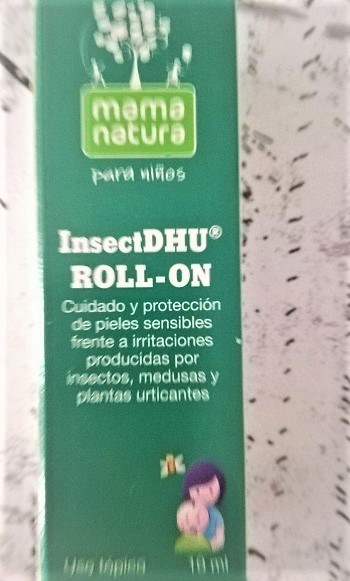 mama
natura
para niños
InsectDHU®
ROLL-ON
Cuidado y protección
de pieles sensibles
frente a irritaciones
producidas por
insectos, medusas y
plantas urticantes
Uso tópico 10 ml